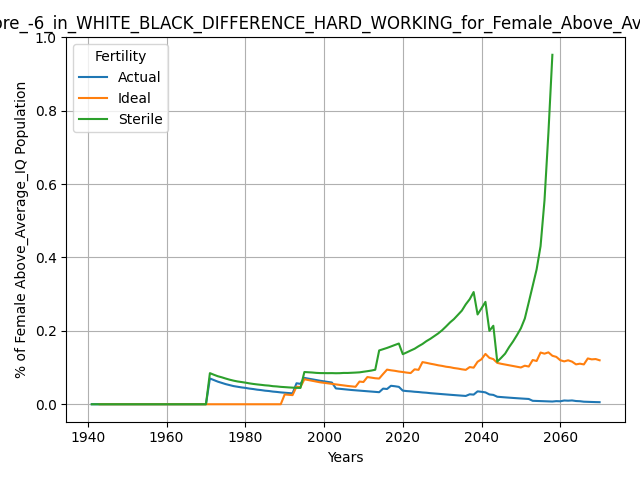 ore_-6_in_WHITE_BLACK_DIFFERENCE_HARD_WORKING_for_Female_Above_Av
% of Female Above_Average_IQ Population
1.0
0.8
0.6
0.4
0.2
0.0
Fertility
Actual
Ideal
Sterile
1940 1960 1980 2000 2020 2040 2060
Years